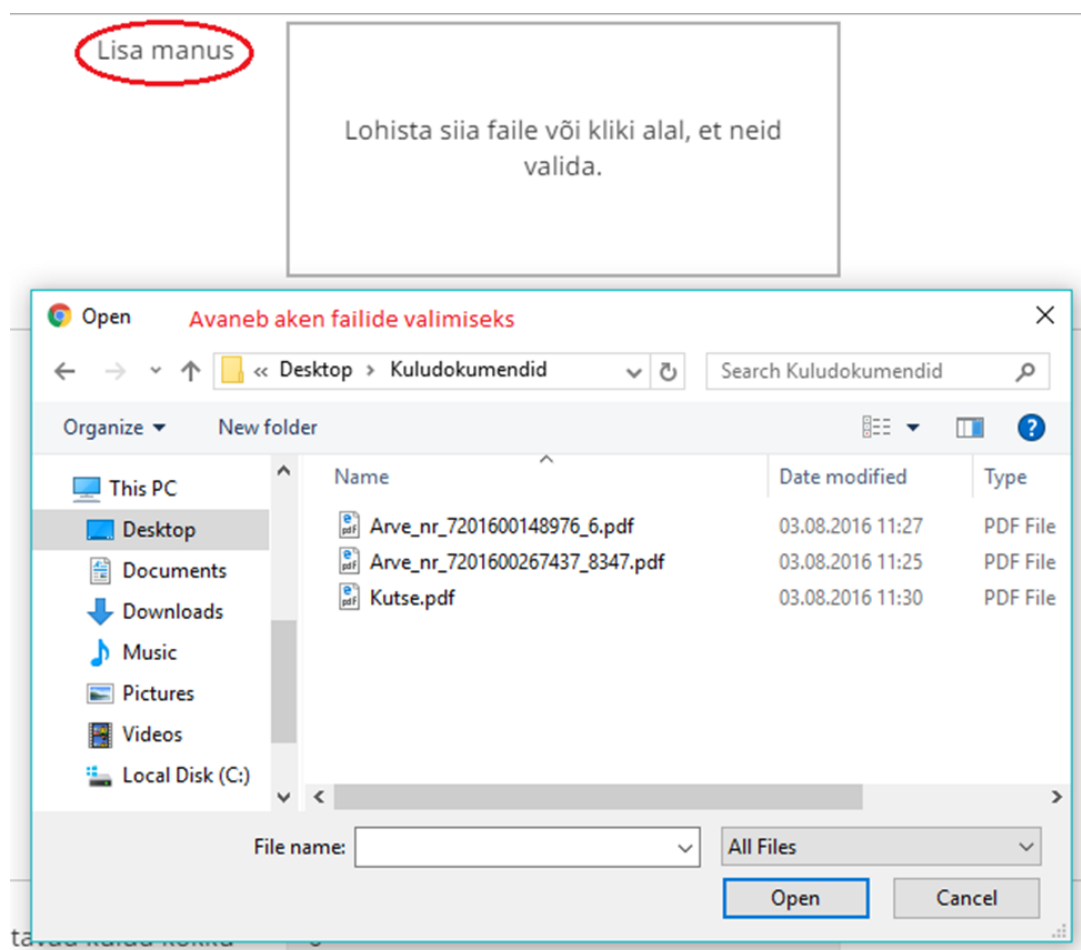 Lisa manus
Lohista siia faile või kliki alal, et neid
valida.
Open
Avaneb aken failide valimiseks
« Desktop › Kuludokumendid
Search Kuludokumendid
Organize
New folder
?
This PC
Desktop
Documents
Downloads
Music
Pictures
Videos
Local Disk (C:)
Name Date modified Type
Arve_nr_7201600148976_6.pdf 03.08.2016 11:27 PDF File
Arve_nr_7201600267437_8347.pdf 03.08.2016 11:25 PDF File
Kutse.pdf 03.08.2016 11:30 PDF File
File name:
All Files
Open
Cancel